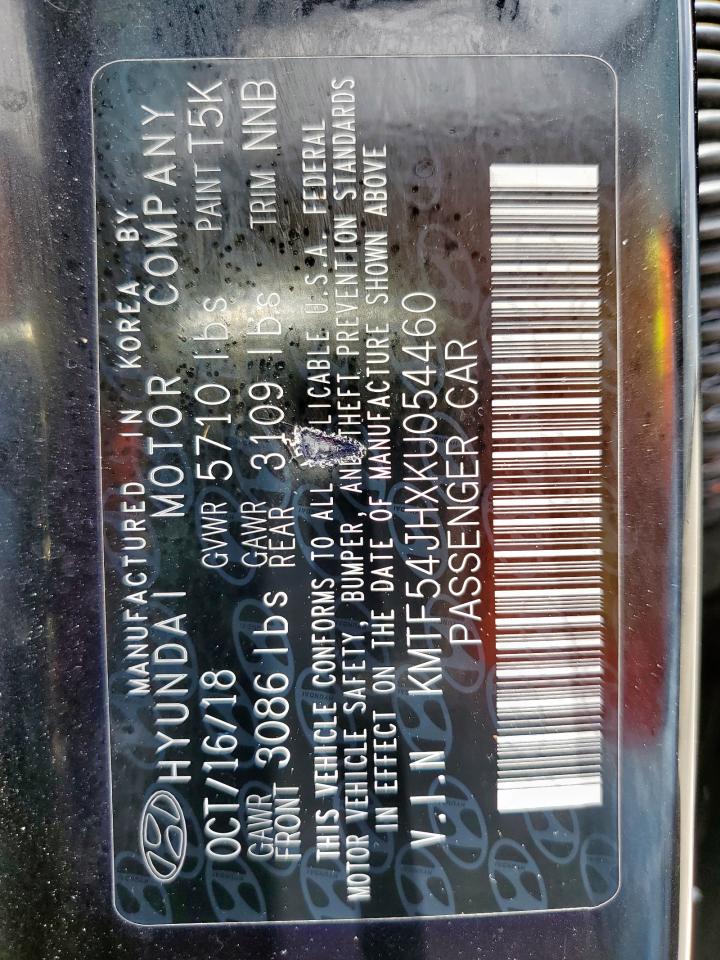 MANUFACTURED IN KOREA BY
HYUNDAI MOTOR COMPANY
OCT/16/18 GVWR 5710 lbs PAINT T5K
GAWR FRONT 3086 lbs GAWR REAR 3109 lbs TRIM NNB
THIS VEHICLE CONFORMS TO ALL LICABLE U.S.A. FEDERAL
MOTOR VEHICLE SAFETY, BUMPER, AND THEFT PREVENTION STANDARDS
IN EFFECT ON THE DATE OF MANUFACTURE SHOWN ABOVE
V.I.N KMTF54JHXKU054460
PASSENGER CAR